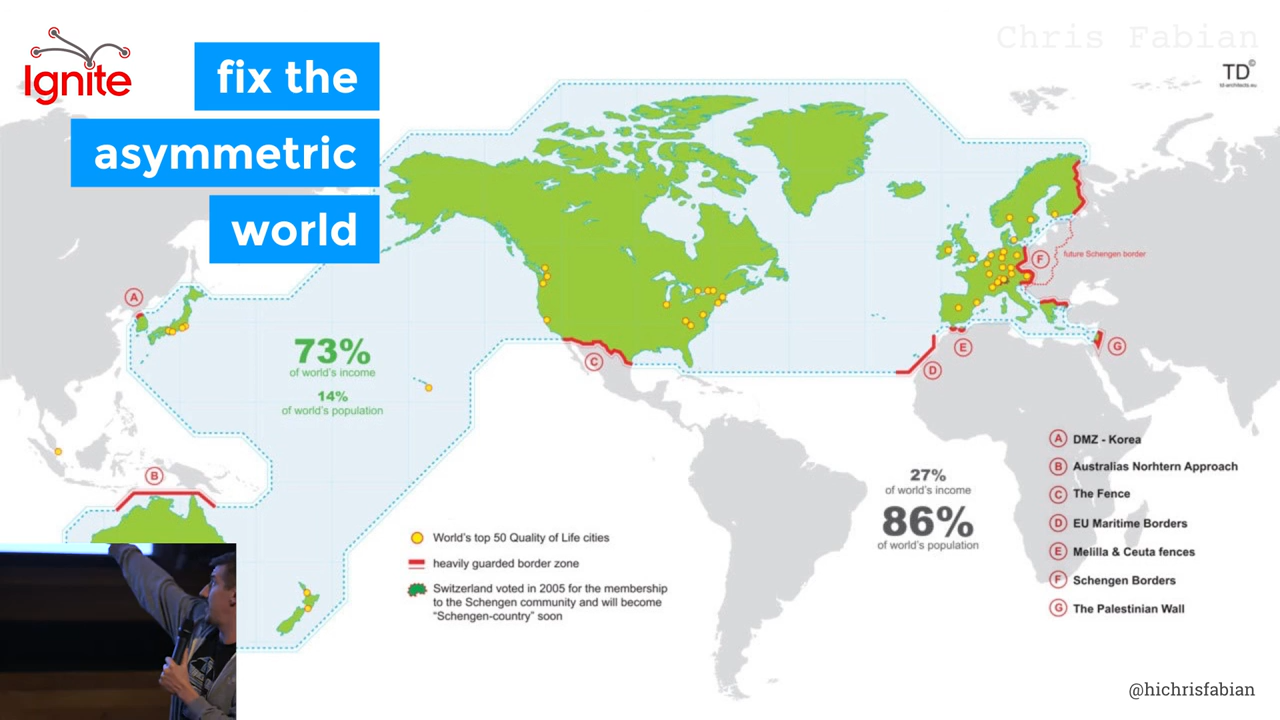 Chris Fabian
Ignite
fix the
asymmetric
world
TD©
td-architects.eu
A
F
future Schengen border
A
73%
of world's income
14%
of world's population
G
E
C
D
B
A DMZ - Korea
B Australias Norhtern Approach
C The Fence
D EU Maritime Borders
E Melilla & Ceuta fences
F Schengen Borders
G The Palestinian Wall
27%
of world's income
86%
of world's population
World's top 50 Quality of Life cities
heavily guarded border zone
Switzerland voted in 2005 for the membership
to the Schengen community and will become
“Schengen-country” soon
@hichrisfabian